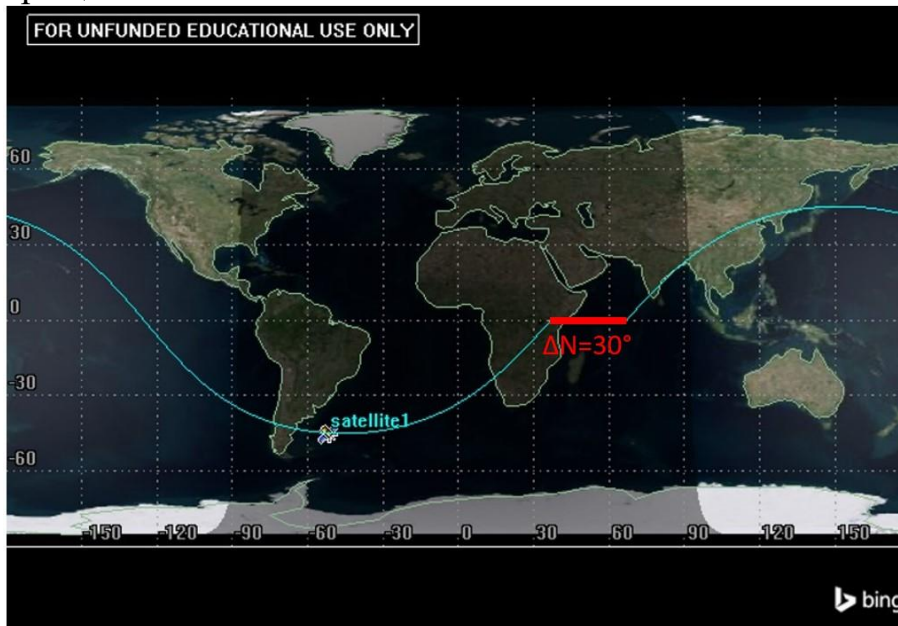 FOR UNFUNDED EDUCATIONAL USE ONLY
60
30
0
ΔN=30°
-30
satellite1
-60
-150 -120 -90 -60 -30 0 30 60 90 120 150
bing